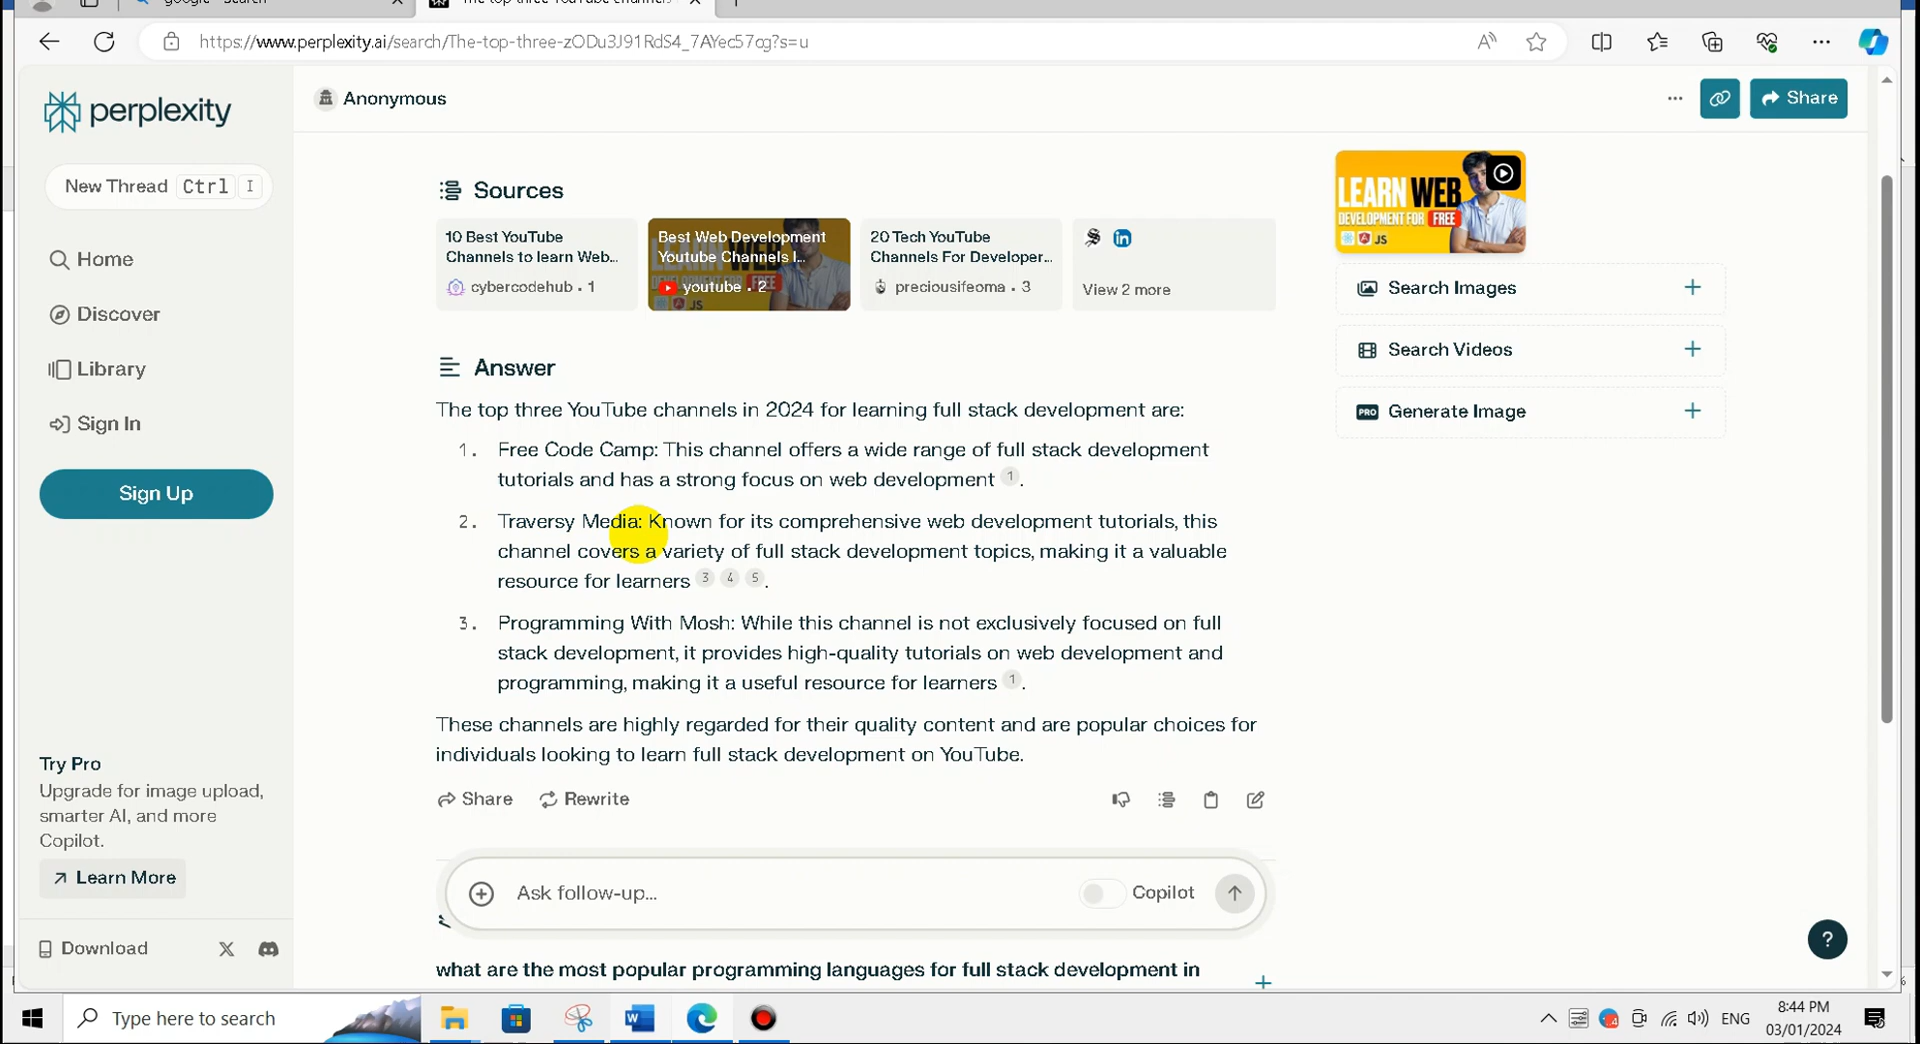 google - Search
The top three YouTube channels
https://www.perplexity.ai/search/The-top-three-zODu3J91RdS4_7AYec57cg?s=u
perplexity
Anonymous
Share
New Thread Ctrl I
Home
Discover
Library
Sign In
Sign Up
Try Pro
Upgrade for image upload,
smarter AI, and more
Copilot.
Learn More
Download
Sources
10 Best YouTube
Channels to learn Web...
cybercodehub · 1
Best Web Development
Youtube Channels I...
youtube · 2
20 Tech YouTube
Channels For Developer...
preciousifeoma · 3
View 2 more
LEARN WEB
DEVELOPMENT FOR FREE
JS
Search Images
Search Videos
PRO Generate Image
Answer
The top three YouTube channels in 2024 for learning full stack development are:
1. Free Code Camp: This channel offers a wide range of full stack development
tutorials and has a strong focus on web development 1.
2. Traversy Media: Known for its comprehensive web development tutorials, this
channel covers a variety of full stack development topics, making it a valuable
resource for learners 3 4 5.
3. Programming With Mosh: While this channel is not exclusively focused on full
stack development, it provides high-quality tutorials on web development and
programming, making it a useful resource for learners 1.
These channels are highly regarded for their quality content and are popular choices for
individuals looking to learn full stack development on YouTube.
Share Rewrite
Ask follow-up...
Copilot
what are the most popular programming languages for full stack development in
?
Type here to search
ENG
8:44 PM
03/01/2024